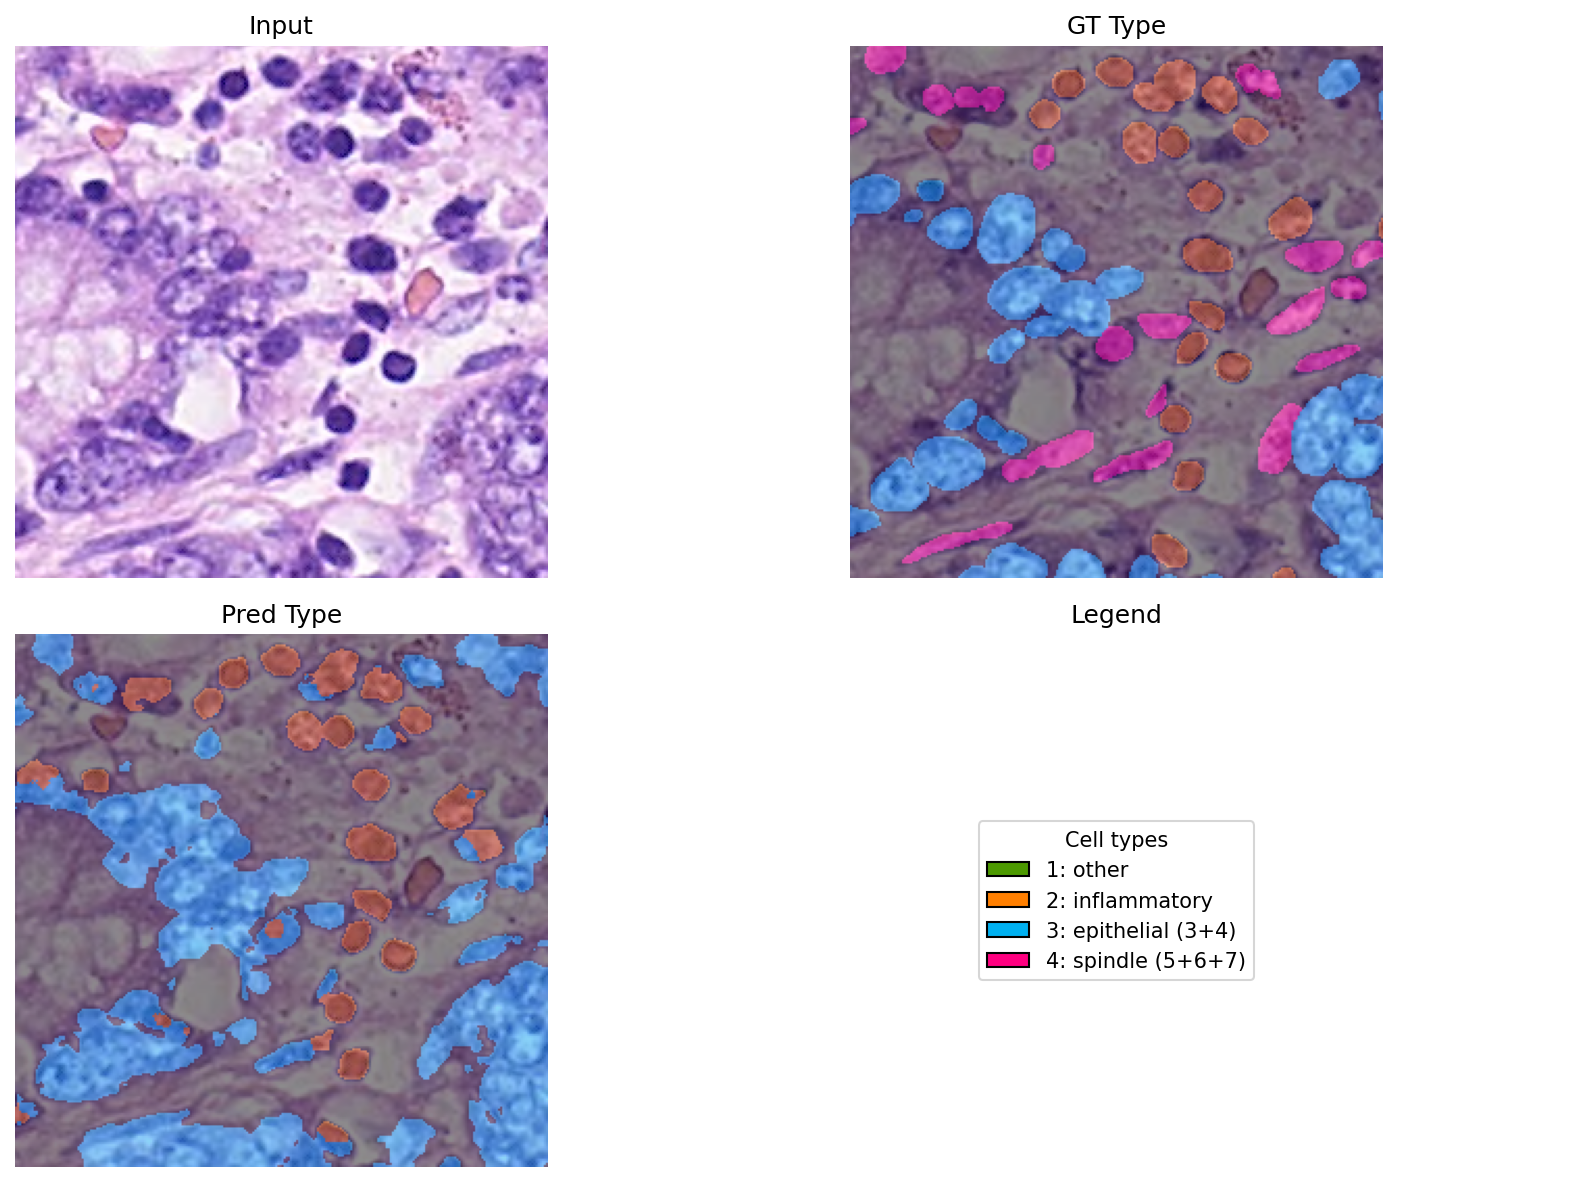 Input
GT Type
Pred Type
Legend
Cell types
1: other
2: inflammatory
3: epithelial (3+4)
4: spindle (5+6+7)